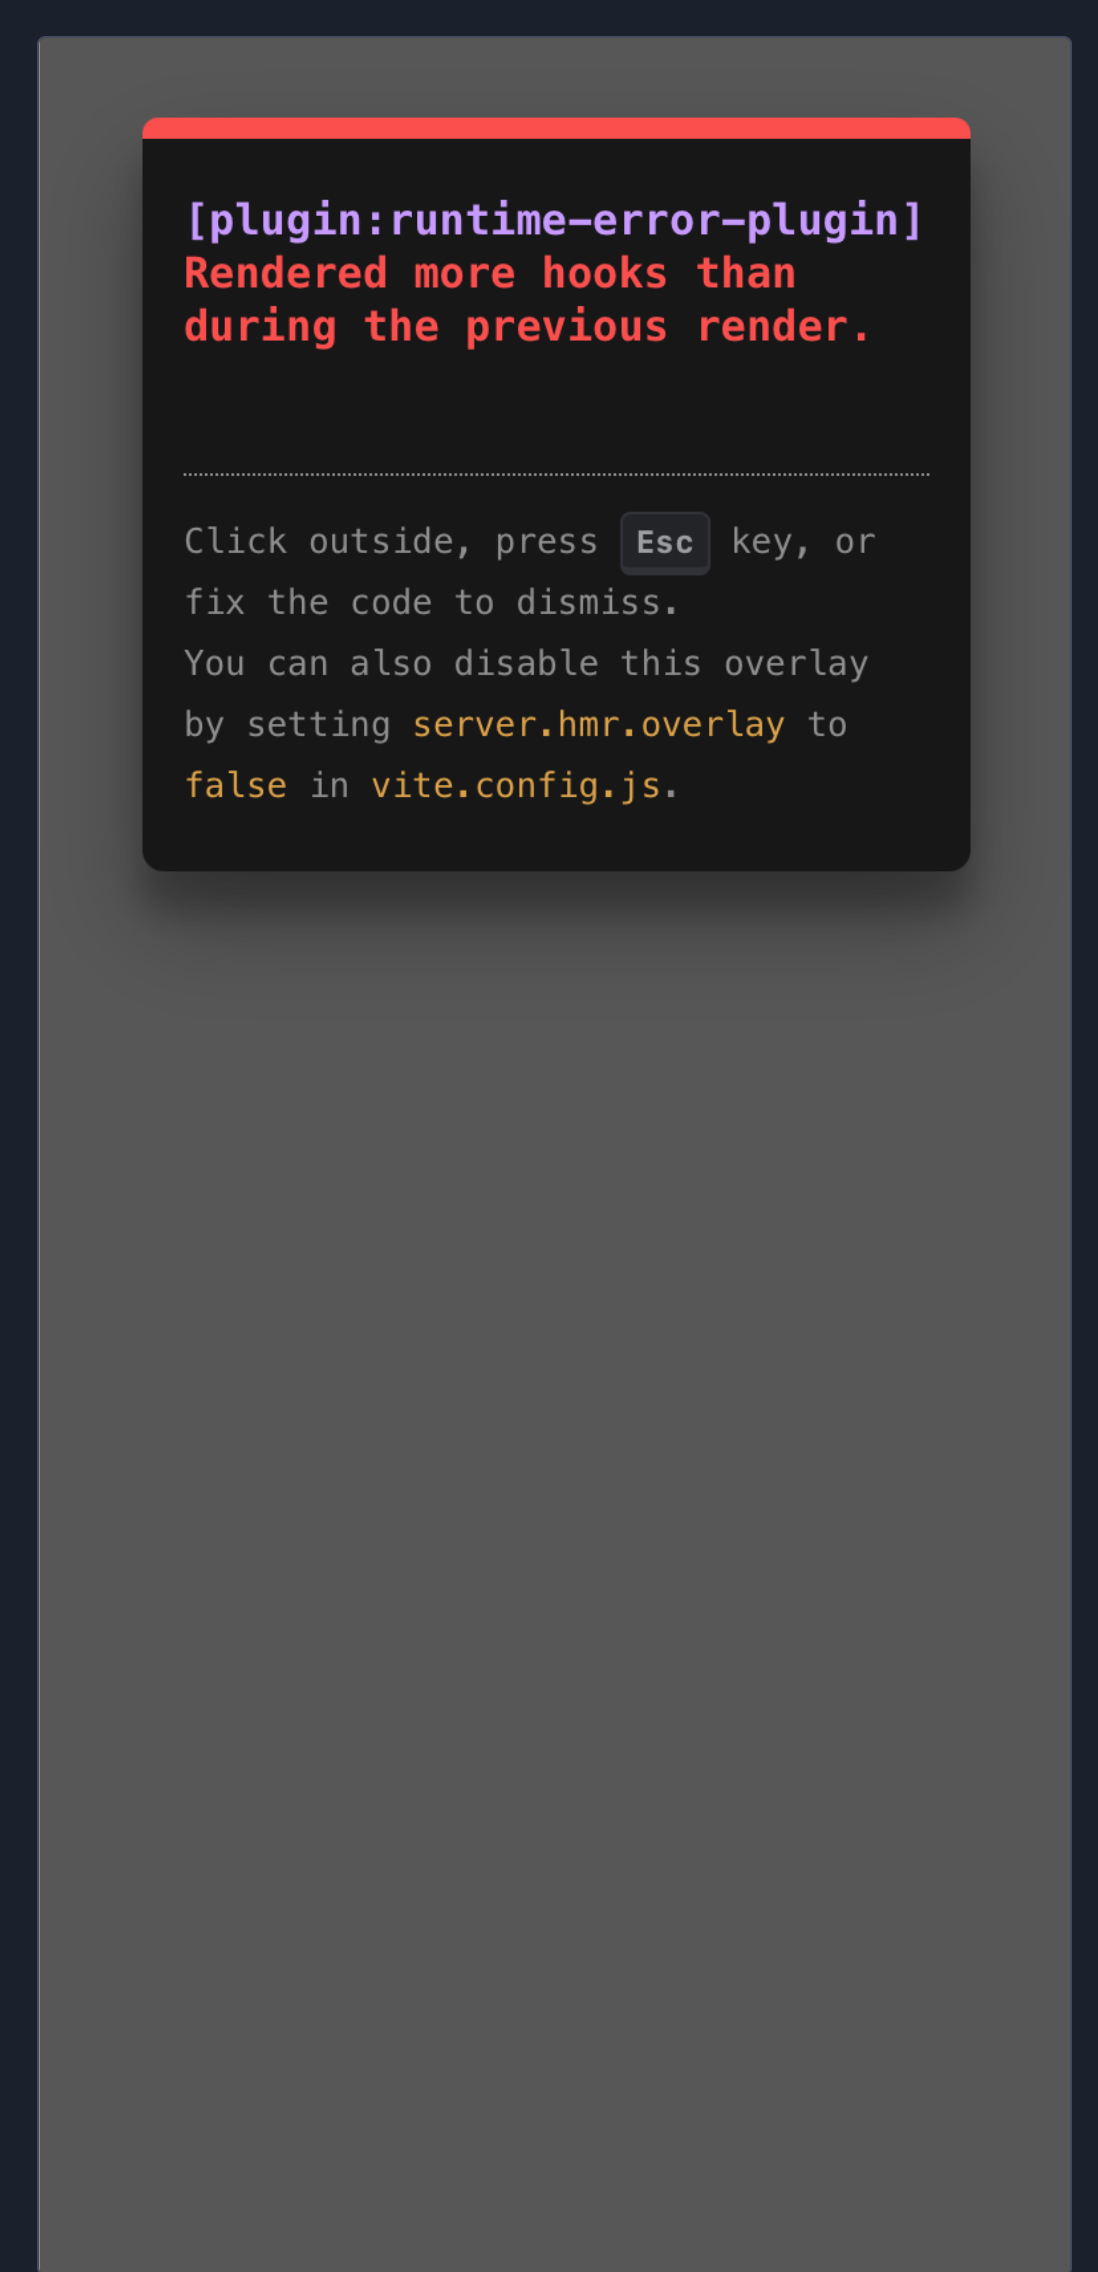 [plugin:runtime-error-plugin]
Rendered more hooks than
during the previous render.
Click outside, press Esc key, or
fix the code to dismiss.
You can also disable this overlay
by setting server.hmr.overlay to
false in vite.config.js.